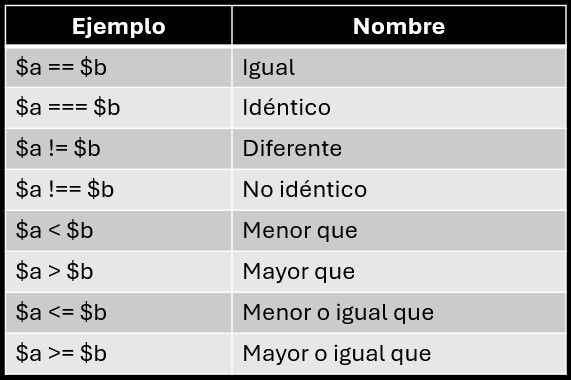 Ejemplo Nombre
$a == $b Igual
$a === $b Idéntico
$a != $b Diferente
$a !== $b No idéntico
$a < $b Menor que
$a > $b Mayor que
$a <= $b Menor o igual que
$a >= $b Mayor o igual que